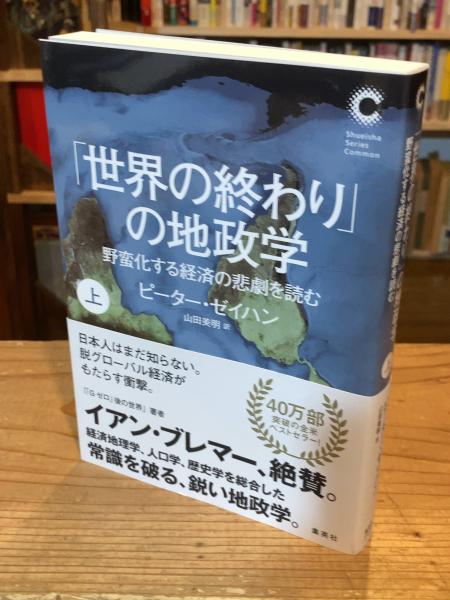 Shueisha
Series
Common
「世界の終わり」
の地政学
野蛮化する経済の悲劇を読む
ピーター・ゼイハン
上
山田美明 訳
日本人はまだ知らない。
脱グローバル経済が
もたらす衝撃。
『「Gゼロ」後の世界』著者
イアン・ブレマー、絶賛。
経済地理学、人口学、歴史学を総合した
常識を破る、鋭い地政学。
40万部
突破の全米
ベストセラー!
集英社